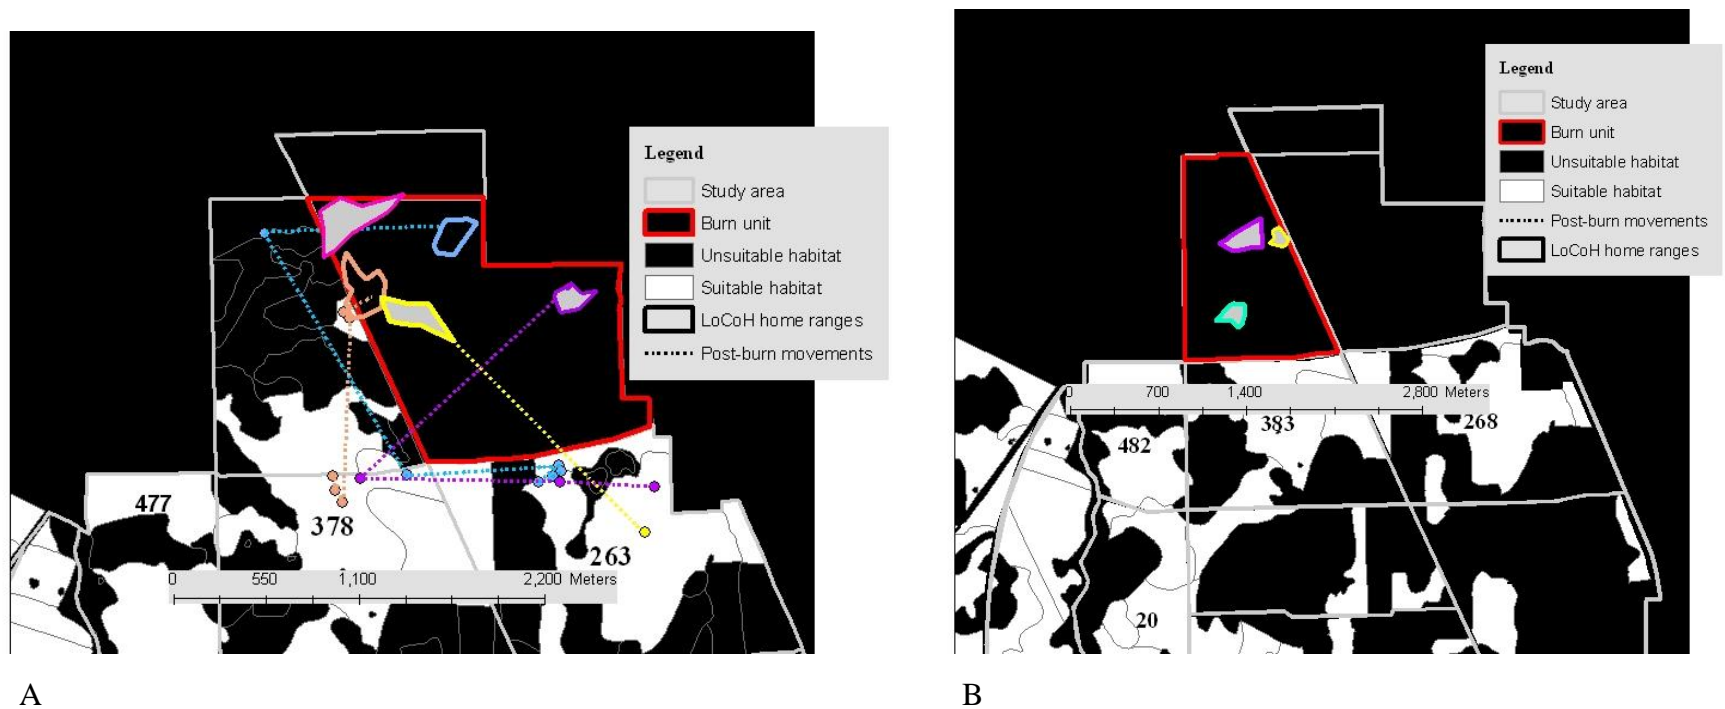 Legend
Study area
Burn unit
Unsuitable habitat
Suitable habitat
LoCoH home ranges
Post-burn movements
477
378
263
0 550 1,100 2,200 Meters
A
Legend
Study area
Burn unit
Unsuitable habitat
Suitable habitat
Post-burn movements
LoCoH home ranges
0 700 1,400 2,800 Meters
482
383
268
20
B